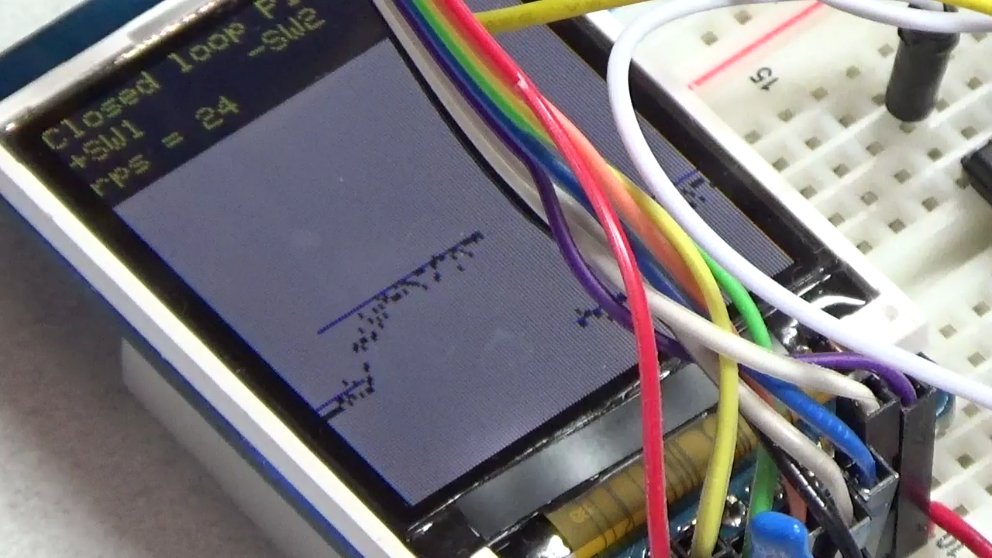 Closed loop
+SW1 -SW2
rps = 24
15